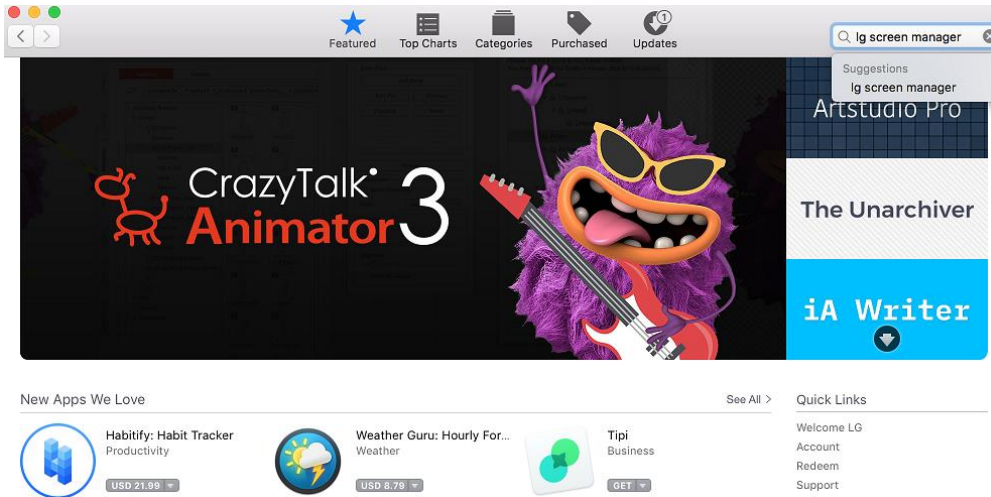 Featured
Top Charts
Categories
Purchased
1
Updates
lg screen manager
Suggestions
lg screen manager
CrazyTalk
Animator 3
Artstudio Pro
The Unarchiver
iA Writer
New Apps We Love
See All >
Quick Links
Habitify: Habit Tracker
Productivity
USD 21.99
Weather Guru: Hourly For...
Weather
USD 8.79
Tipi
Business
GET
Welcome LG
Account
Redeem
Support